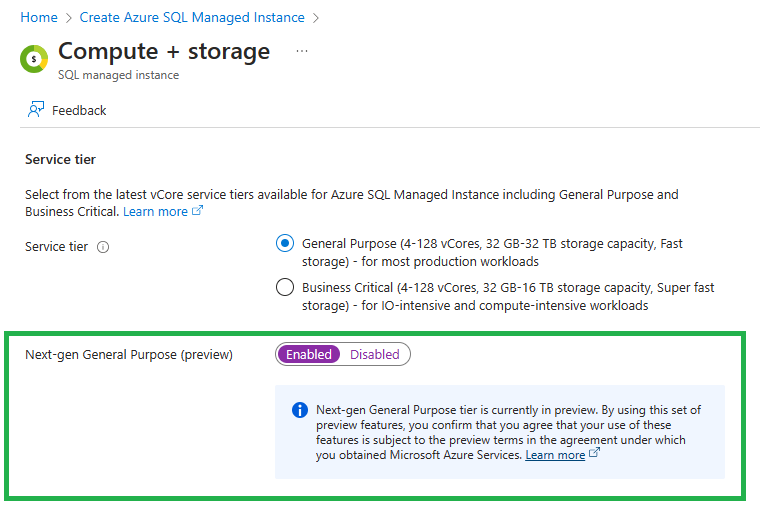 Home > Create Azure SQL Managed Instance >
Compute + storage ...
$
SQL managed instance
Feedback
Service tier
Select from the latest vCore service tiers available for Azure SQL Managed Instance including General Purpose and
Business Critical. Learn more
Service tier
General Purpose (4-128 vCores, 32 GB-32 TB storage capacity, Fast
storage) - for most production workloads
Business Critical (4-128 vCores, 32 GB-16 TB storage capacity, Super fast
storage) - for IO-intensive and compute-intensive workloads
Next-gen General Purpose (preview)
Enabled Disabled
Next-gen General Purpose tier is currently in preview. By using this set of
preview features, you confirm that you agree that your use of these
features is subject to the preview terms in the agreement under which
you obtained Microsoft Azure Services. Learn more